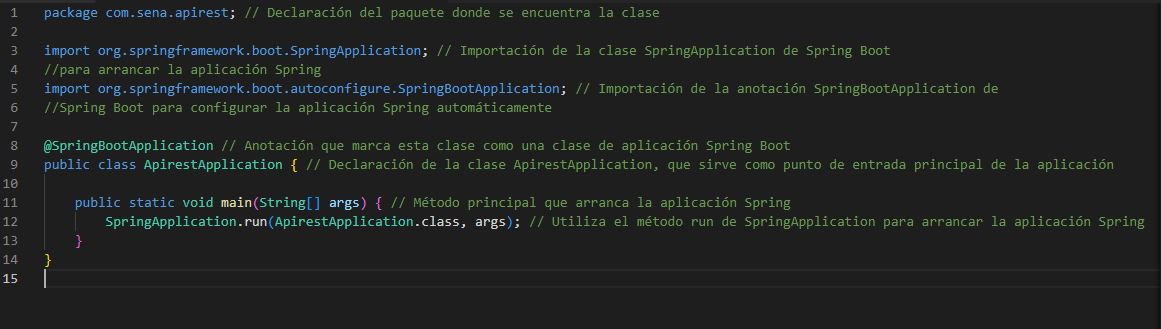 1 package com.sena.apirest; // Declaración del paquete donde se encuentra la clase
2
3 import org.springframework.boot.SpringApplication; // Importación de la clase SpringApplication de Spring Boot
4 //para arrancar la aplicación Spring
5 import org.springframework.boot.autoconfigure.SpringBootApplication; // Importación de la anotación SpringBootApplication de
6 //Spring Boot para configurar la aplicación Spring automáticamente
7
8 @SpringBootApplication // Anotación que marca esta clase como una clase de aplicación Spring Boot
9 public class ApirestApplication { // Declaración de la clase ApirestApplication, que sirve como punto de entrada principal de la aplicación
10
11     public static void main(String[] args) { // Método principal que arranca la aplicación Spring
12         SpringApplication.run(ApirestApplication.class, args); // Utiliza el método run de SpringApplication para arrancar la aplicación Spring
13     }
14 }
15